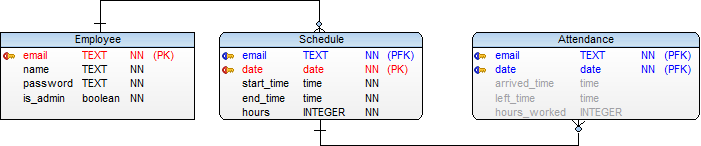 Employee
email TEXT NN (PK)
name TEXT NN
password TEXT NN
is_admin boolean NN
Schedule
email TEXT NN (PFK)
date date NN (PK)
start_time time NN
end_time time NN
hours INTEGER NN
Attendance
email TEXT NN (PFK)
date date NN (PFK)
arrived_time time
left_time time
hours_worked INTEGER